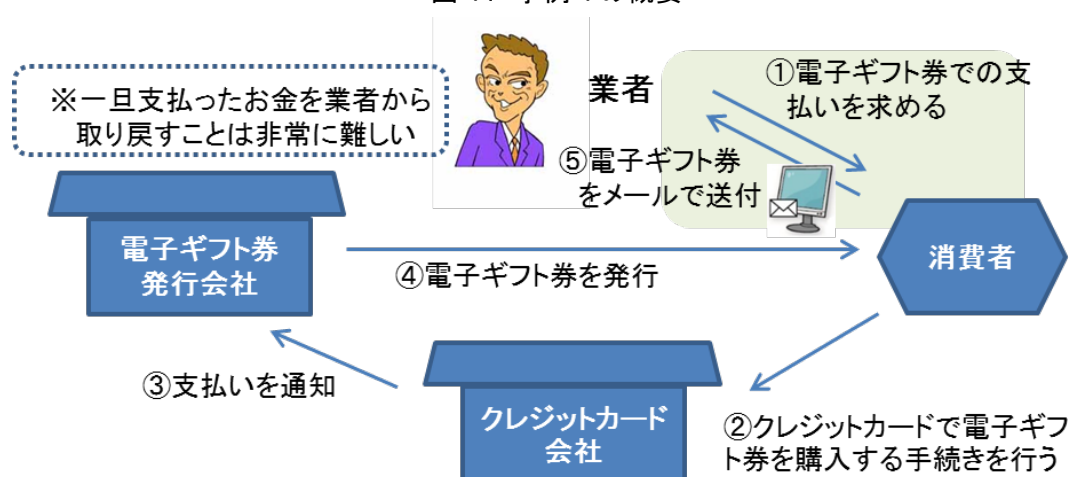 業者
①電子ギフト券での支
払いを求める
※一旦支払ったお金を業者から
取り戻すことは非常に難しい
⑤電子ギフト券
をメールで送付
電子ギフト券
発行会社
④電子ギフト券を発行
消費者
③支払いを通知
クレジットカード
会社
②クレジットカードで電子ギフ
ト券を購入する手続きを行う